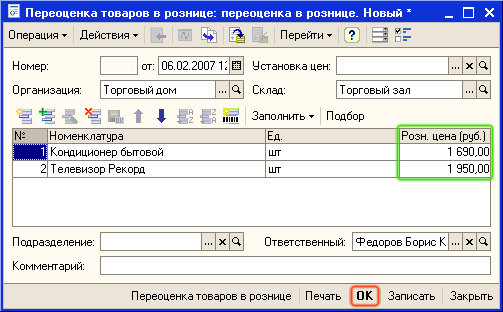 Переоценка товаров в рознице: переоценка в рознице. Новый *
Операция Действия Перейти ?
Номер: от: 06.02.2007 12 Установка цен: ... x
Организация: Торговый дом ... x Склад: Торговый зал ...
Заполнить Подбор
№ Номенклатура Ед. Розн. цена (руб.)
1 Кондиционер бытовой шт 1 690,00
2 Телевизор Рекорд шт 1 950,00
Подразделение: ... x Ответственный: Федоров Борис К ... x
Комментарий:
Переоценка товаров в рознице Печать OK Записать Закрыть